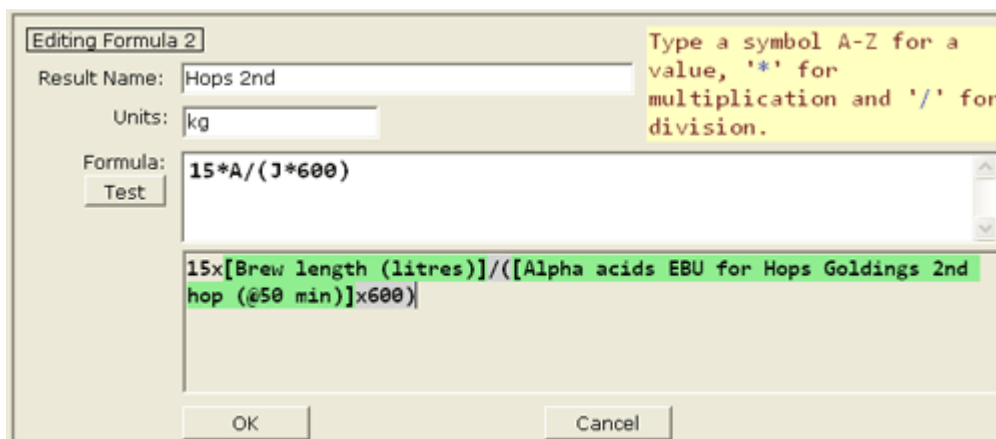 Editing Formula 2
Type a symbol A-Z for a
value, '*' for
multiplication and '/' for
division.
Result Name: Hops 2nd
Units: kg
Formula: 15*A/(J*600)
Test
15x[Brew length (litres)]/([Alpha acids EBU for Hops Goldings 2nd
hop (@50 min)]x600)
OK Cancel